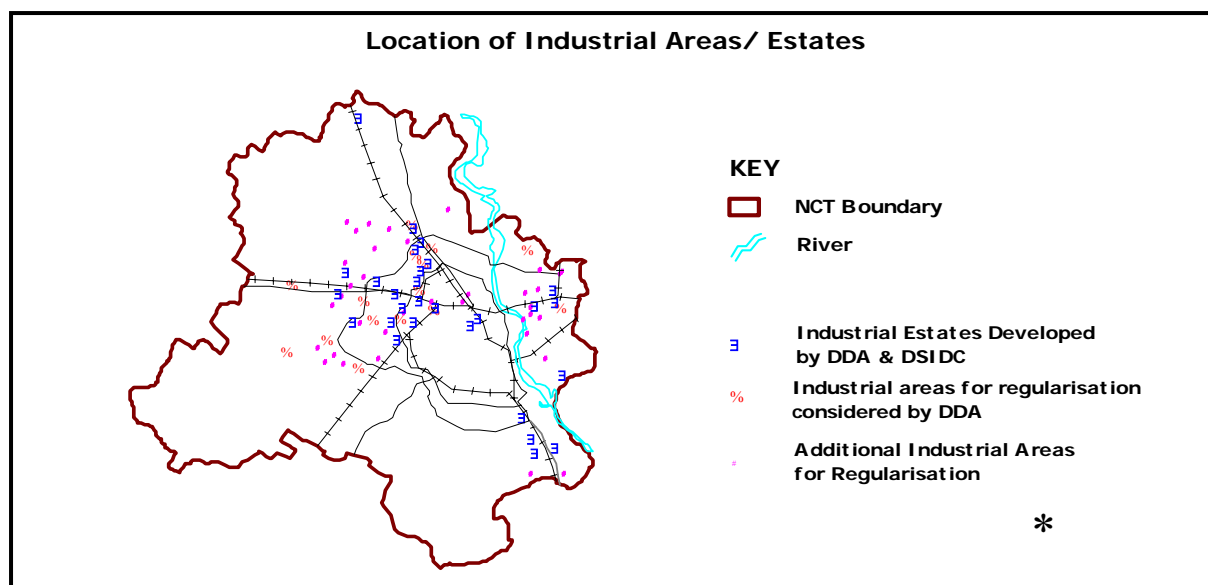 Location of Industrial Areas/ Estates
KEY
NCT Boundary
River
Industrial Estates Developed
by DDA & DSIDC
% Industrial areas for regularisation
considered by DDA
# Additional Industrial Areas
for Regularisation
*